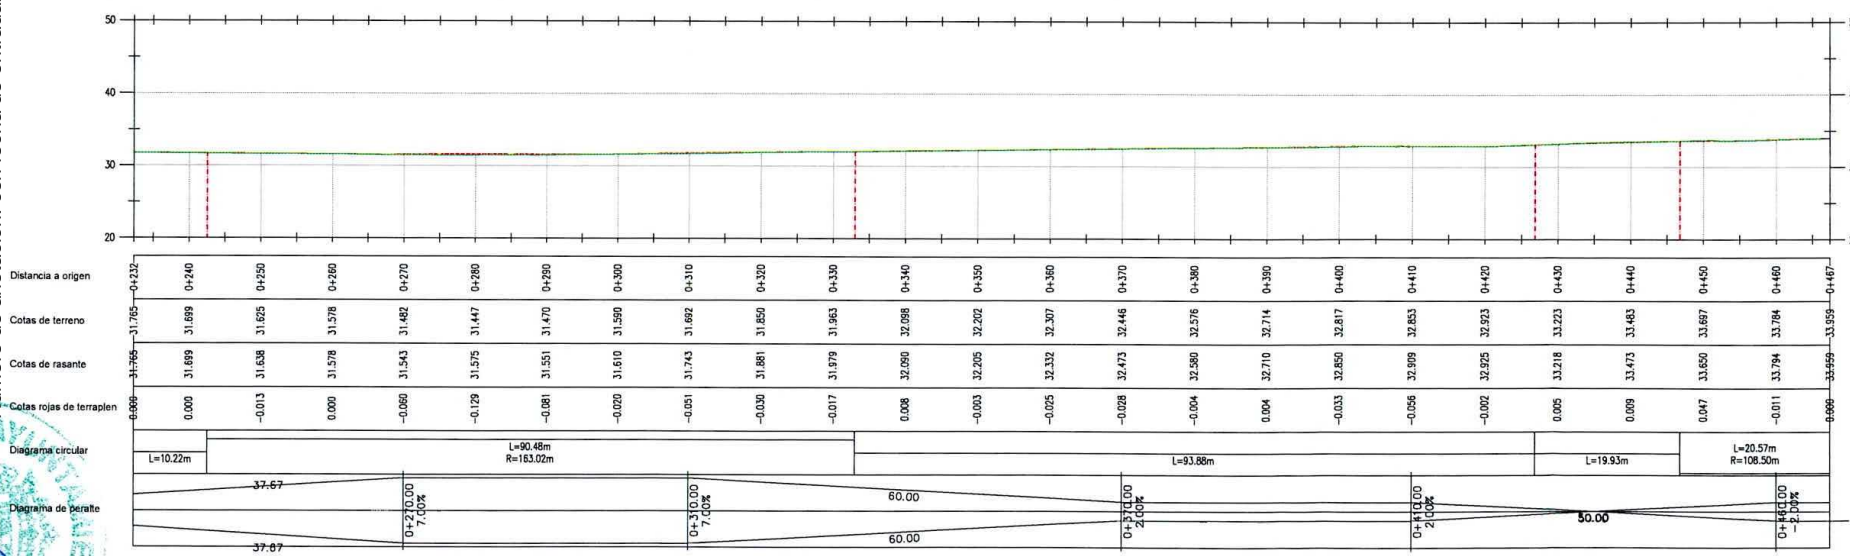 50
40
30
20
Distancia a origen 0+232 0+240 0+250 0+260 0+270 0+280 0+290 0+300 0+310 0+320 0+330 0+340 0+350 0+360 0+370 0+380 0+390 0+400 0+410 0+420 0+430 0+440 0+450 0+460 0+467
Cotas de terreno 31.765 31.699 31.625 31.578 31.482 31.447 31.470 31.590 31.692 31.850 31.963 32.098 32.202 32.307 32.446 32.576 32.714 32.817 32.853 32.923 33.223 33.483 33.697 33.784 33.959
Cotas de rasante 31.765 31.699 31.638 31.578 31.543 31.575 31.551 31.610 31.743 31.881 31.979 32.090 32.205 32.332 32.473 32.580 32.710 32.850 32.909 32.925 33.218 33.473 33.650 33.794 33.959
Cotas rojas de terraplen 0.000 0.000 -0.013 0.000 -0.060 -0.129 -0.081 -0.020 -0.051 -0.030 -0.017 0.008 -0.003 -0.025 -0.028 -0.004 0.004 -0.033 -0.056 -0.002 0.005 0.009 0.047 -0.011 0.000
Diagrama circular
L=10.22m
L=90.48m
R=163.02m
L=93.88m
L=19.93m
L=20.57m
R=108.50m
Diagrama de peralte
37.67
37.67
0+270.00
7.00%
0+310.00
7.00%
60.00
60.00
0+370.00
2.00%
0+410.00
2.00%
50.00
0+460.00
-2.00%